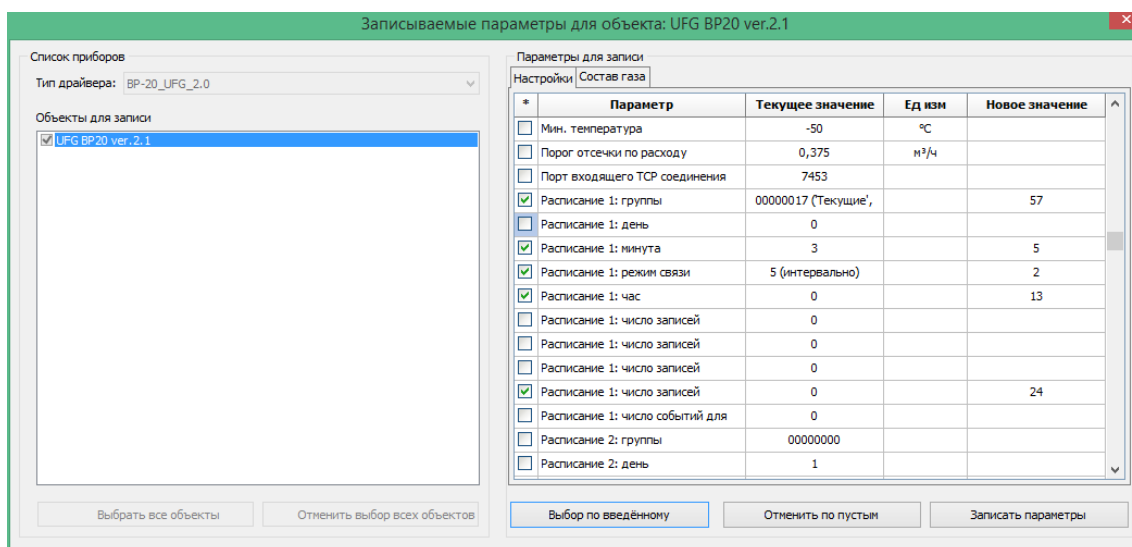 Записываемые параметры для объекта: UFG BP20 ver.2.1
Список приборов
Тип драйвера: BP-20_UFG_2.0
Объекты для записи
UFG BP20 ver.2.1
Выбрать все объекты Отменить выбор всех объектов
Параметры для записи
Настройки Состав газа
* Параметр Текущее значение Ед изм Новое значение
Мин. температура -50 °C
Порог отсечки по расходу 0,375 м³/ч
Порт входящего TCP соединения 7453
Расписание 1: группы 00000017 ('Текущие', 57
Расписание 1: день 0
Расписание 1: минута 3 5
Расписание 1: режим связи 5 (интервально) 2
Расписание 1: час 0 13
Расписание 1: число записей 0
Расписание 1: число записей 0
Расписание 1: число записей 0
Расписание 1: число записей 0 24
Расписание 1: число событий для 0
Расписание 2: группы 00000000
Расписание 2: день 1
Выбор по введённому Отменить по пустым Записать параметры